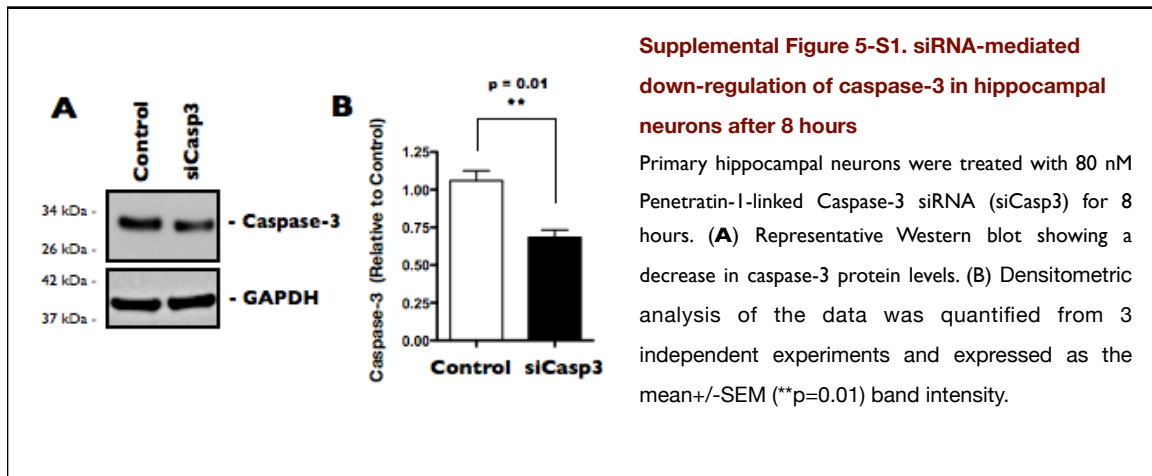 A
Control
siCasp3
34 kDa -
- Caspase-3
26 kDa -
42 kDa -
- GAPDH
37 kDa -
B
p = 0.01
**
Caspase-3 (Relative to Control)
1.25
1.00
0.75
0.50
0.25
0.00
Control siCasp3
Supplemental Figure 5-S1. siRNA-mediated
down-regulation of caspase-3 in hippocampal
neurons after 8 hours
Primary hippocampal neurons were treated with 80 nM
Penetratin-1-linked Caspase-3 siRNA (siCasp3) for 8
hours. (A) Representative Western blot showing a
decrease in caspase-3 protein levels. (B) Densitometric
analysis of the data was quantified from 3
independent experiments and expressed as the
mean+/-SEM (**p=0.01) band intensity.